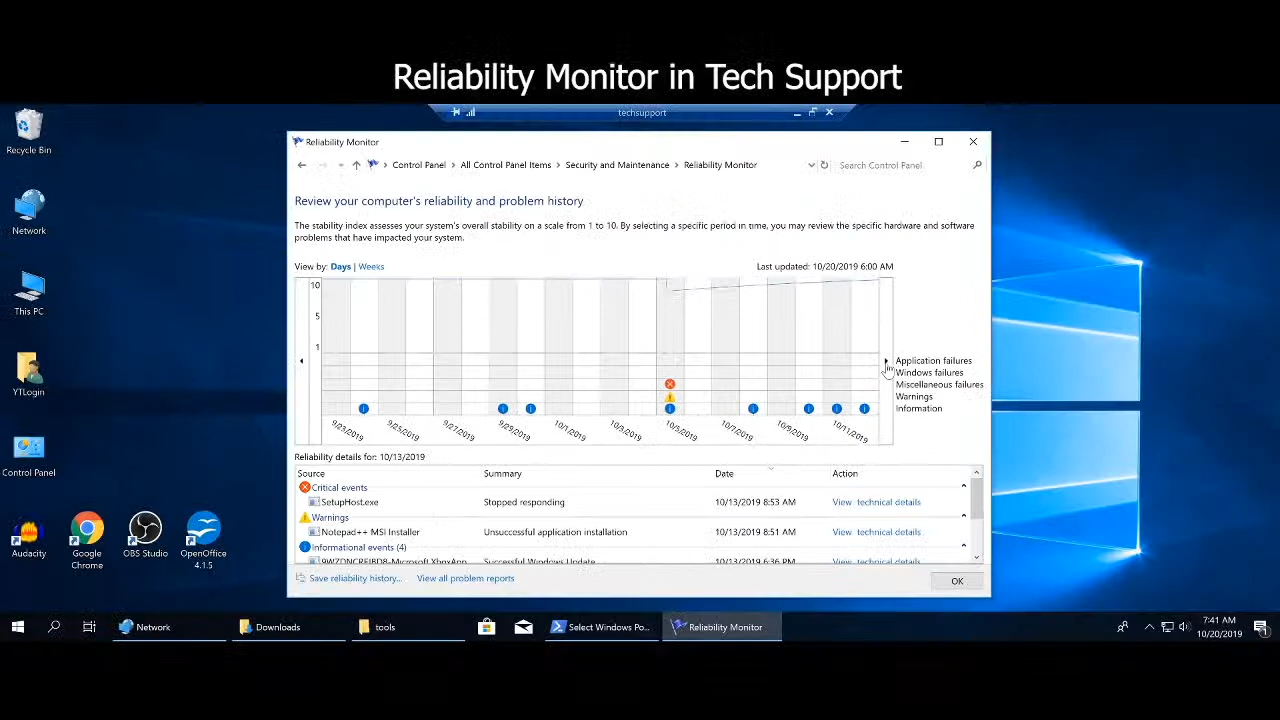 Reliability Monitor in Tech Support
techsupport
Recycle Bin
Network
This PC
YTLogin
Control Panel
Audacity
Google
Chrome
OBS Studio
OpenOffice
4.1.5
Reliability Monitor
Control Panel
All Control Panel Items
Security and Maintenance
Reliability Monitor
Search Control Panel
Review your computer's reliability and problem history
The stability index assesses your system's overall stability on a scale from 1 to 10. By selecting a specific period in time, you may review the specific hardware and software
problems that have impacted your system.
View by: Days | Weeks
Last updated: 10/20/2019 6:00 AM
10
5
1
Application failures
Windows failures
Miscellaneous failures
Warnings
Information
9/23/2019
9/25/2019
9/27/2019
9/29/2019
10/1/2019
10/3/2019
10/5/2019
10/7/2019
10/9/2019
10/11/2019
Reliability details for: 10/13/2019
Source Summary Date Action
Critical events
SetupHost.exe Stopped responding 10/13/2019 8:53 AM View technical details
Warnings
Notepad++ MSI Installer Unsuccessful application installation 10/13/2019 8:51 AM View technical details
Informational events (4)
Successful Windows Update 10/13/2019 6:36 PM View technical details
Save reliability history...
View all problem reports
OK
Network
Downloads
tools
Select Windows Po...
Reliability Monitor
7:41 AM
10/20/2019
1